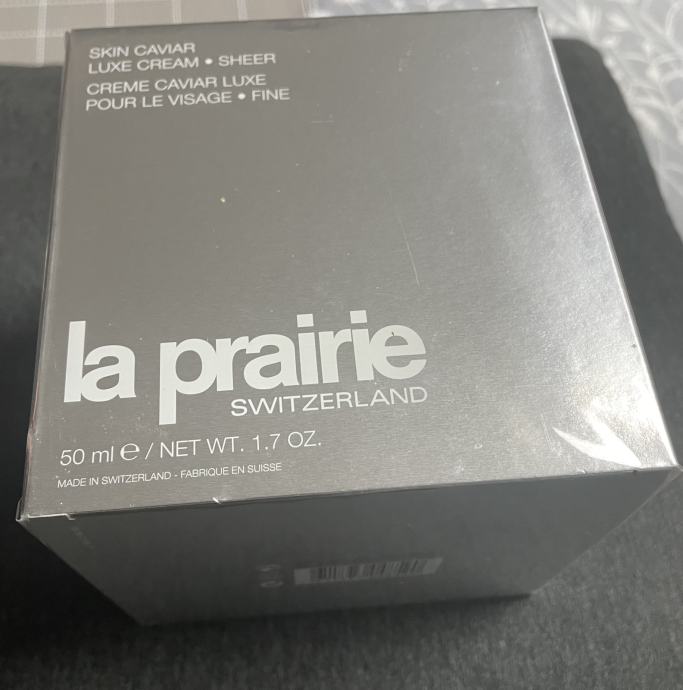 SKIN CAVIAR
LUXE CREAM • SHEER
CREME CAVIAR LUXE
POUR LE VISAGE • FINE
la prairie
SWITZERLAND
50 ml ℮ / NET WT. 1.7 OZ.
MADE IN SWITZERLAND - FABRIQUE EN SUISSE